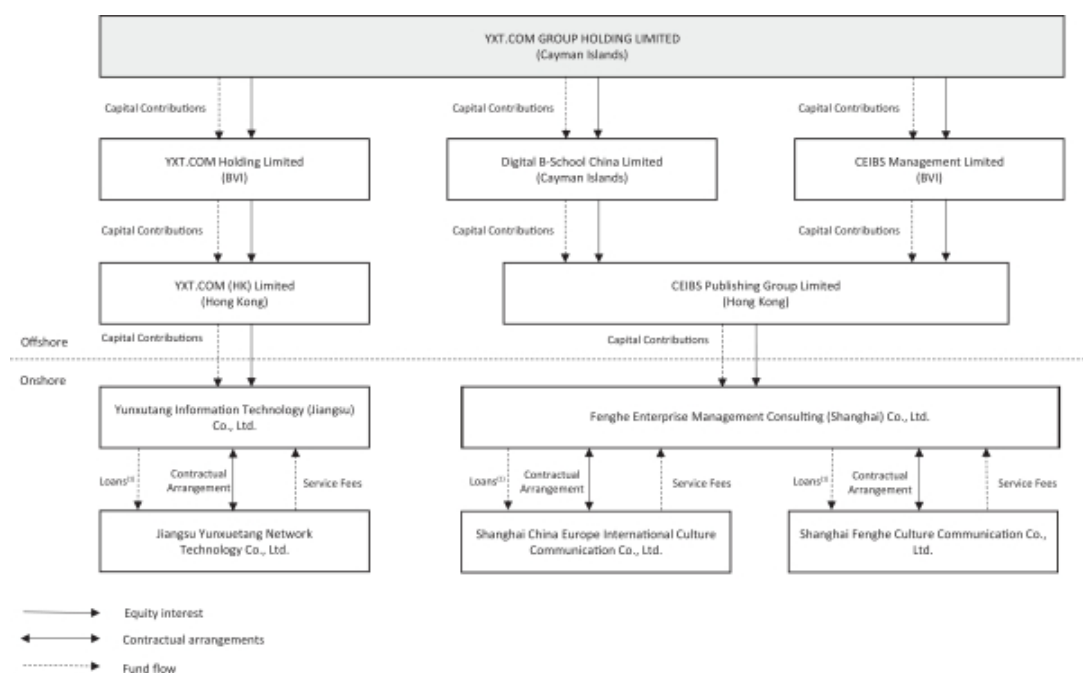 YXT.COM GROUP HOLDING LIMITED
(Cayman Islands)
Capital Contributions
Capital Contributions
Capital Contributions
YXT.COM Holding Limited
(BVI)
Digital B-School China Limited
(Cayman Islands)
CEIBS Management Limited
(BVI)
Capital Contributions
Capital Contributions
Capital Contributions
YXT.COM (HK) Limited
(Hong Kong)
CEIBS Publishing Group Limited
(Hong Kong)
Offshore
Capital Contributions
Capital Contributions
Onshore
Yunxutang Information Technology (Jiangsu)
Co., Ltd.
Fenghe Enterprise Management Consulting (Shanghai) Co., Ltd.
Loans
Contractual
Arrangement
Service Fees
Loans(1)
Contractual
Arrangement
Service Fees
Loans
Contractual
Arrangement
Service Fees
Jiangsu Yunxuetang Network
Technology Co., Ltd.
Shanghai China Europe International Culture
Communication Co., Ltd.
Shanghai Fenghe Culture Communication Co.,
Ltd.
Equity interest
Contractual arrangements
Fund flow